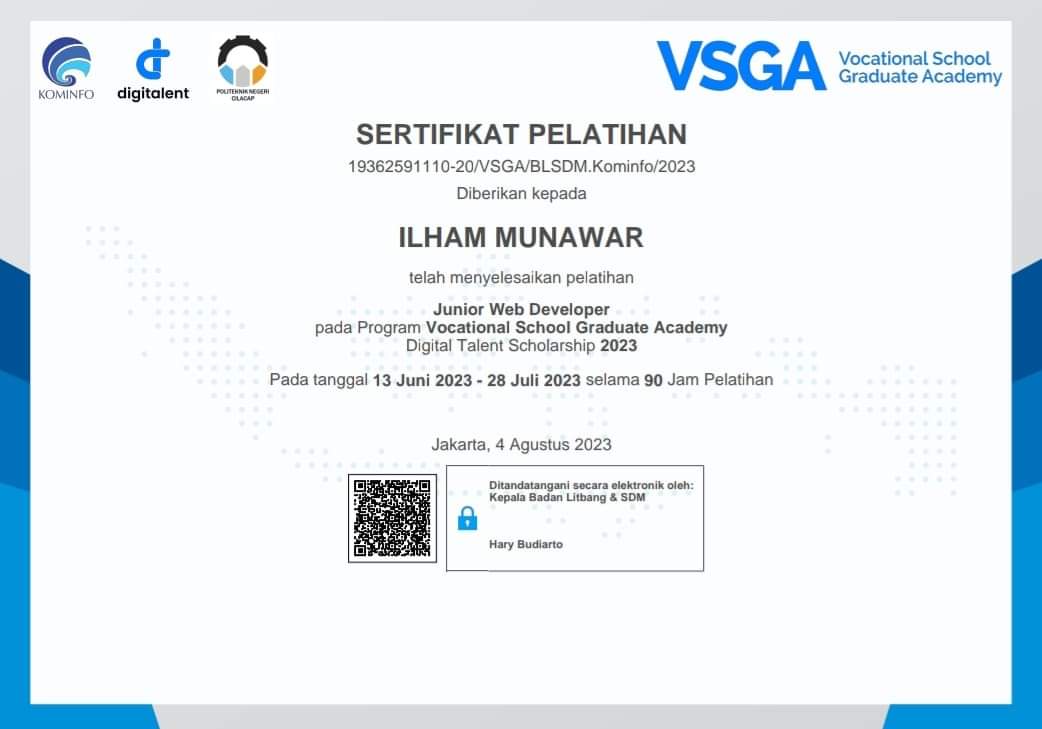 KOMINFO
digitalent
POLITEKNIK NEGERI
CILACAP
VSGA
Vocational School
Graduate Academy
SERTIFIKAT PELATIHAN
19362591110-20/VSGA/BLSDM.Kominfo/2023
Diberikan kepada
ILHAM MUNAWAR
telah menyelesaikan pelatihan
Junior Web Developer
pada Program Vocational School Graduate Academy
Digital Talent Scholarship 2023
Pada tanggal 13 Juni 2023 - 28 Juli 2023 selama 90 Jam Pelatihan
Jakarta, 4 Agustus 2023
Ditandatangani secara elektronik oleh:
Kepala Badan Litbang & SDM
Hary Budiarto